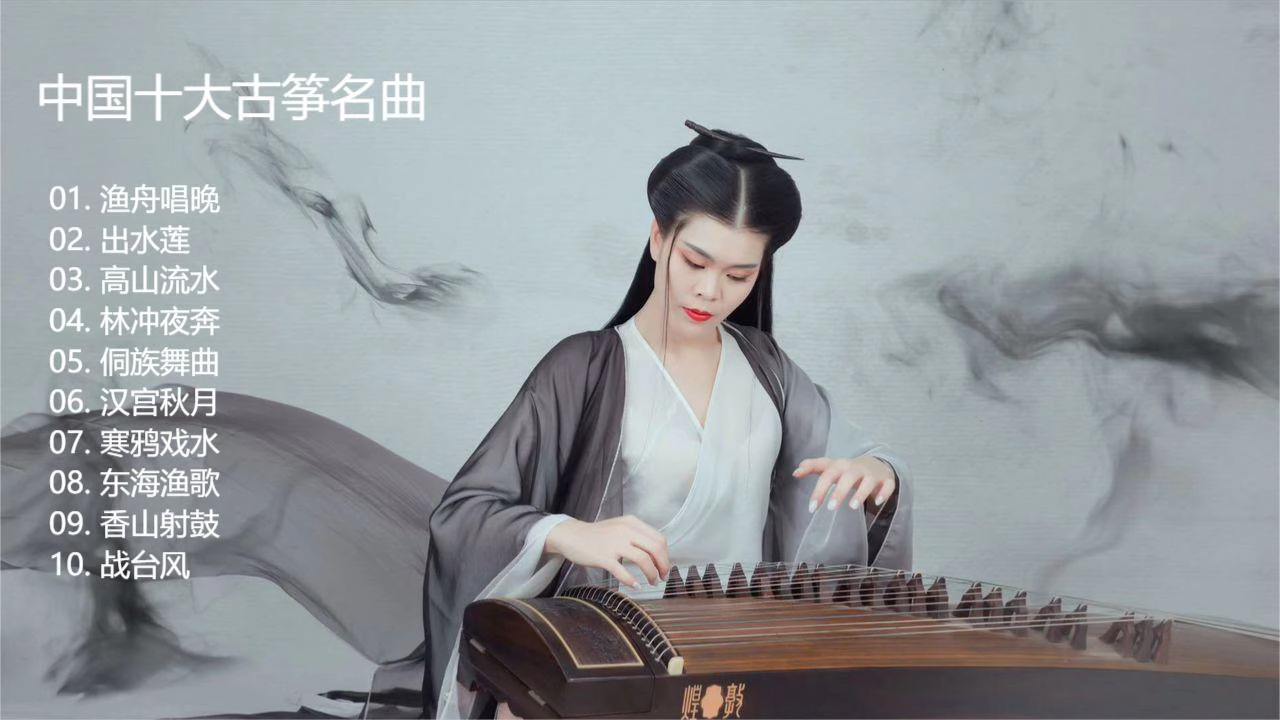 中国十大古筝名曲
01. 渔舟唱晚
02. 出水莲
03. 高山流水
04. 林冲夜奔
05. 侗族舞曲
06. 汉宫秋月
07. 寒鸦戏水
08. 东海渔歌
09. 香山射鼓
10. 战台风
煌敦